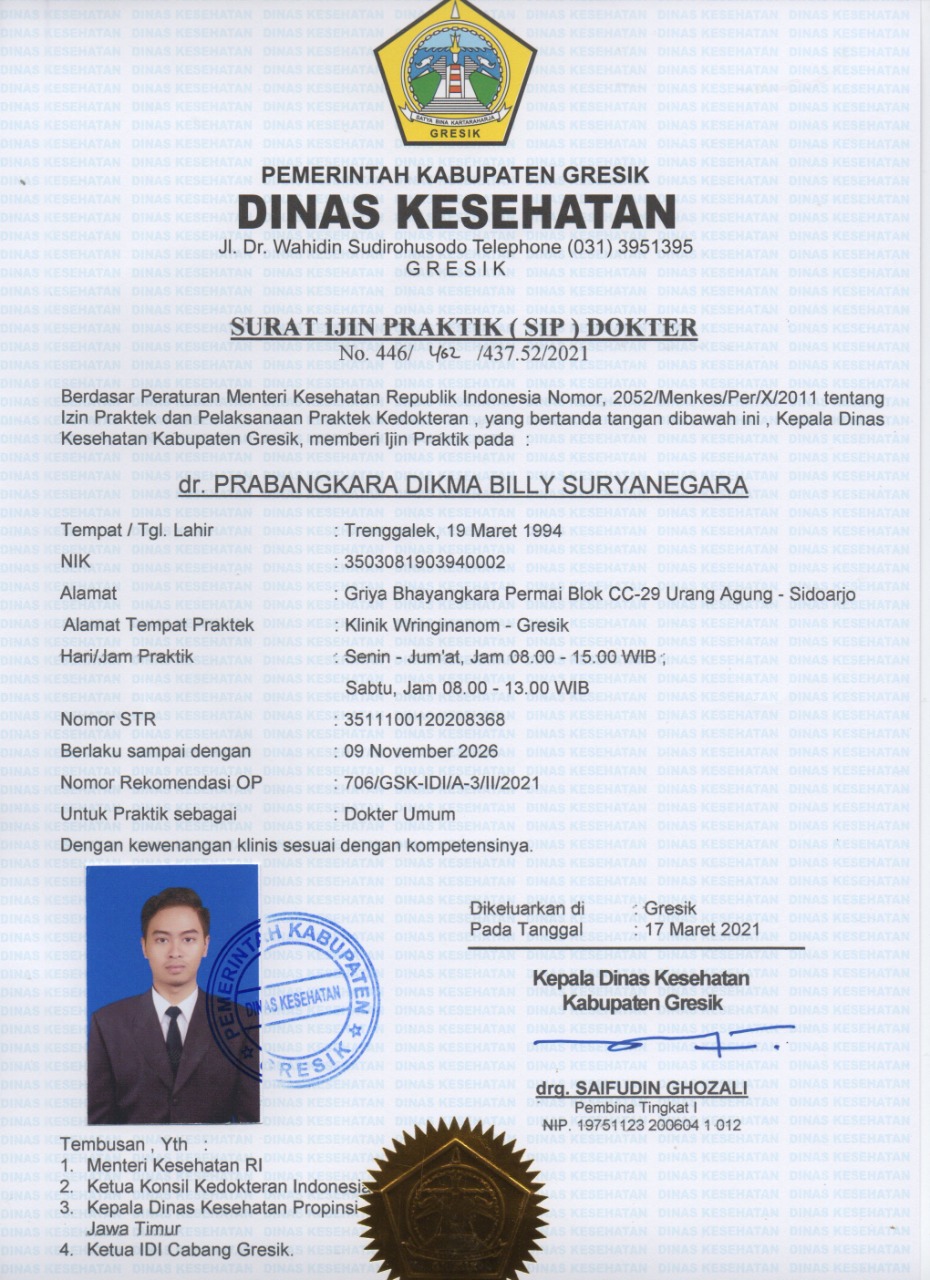 SATYA BINA KARTARAHARJA
GRESIK
PEMERINTAH KABUPATEN GRESIK
DINAS KESEHATAN
Jl. Dr. Wahidin Sudirohusodo Telephone (031) 3951395
G R E S I K
SURAT IJIN PRAKTIK ( SIP ) DOKTER
No. 446/ 462 /437.52/2021
Berdasar Peraturan Menteri Kesehatan Republik Indonesia Nomor, 2052/Menkes/Per/X/2011 tentang
Izin Praktek dan Pelaksanaan Praktek Kedokteran , yang bertanda tangan dibawah ini , Kepala Dinas
Kesehatan Kabupaten Gresik, memberi Ijin Praktik pada :
dr. PRABANGKARA DIKMA BILLY SURYANEGARA
Tempat / Tgl. Lahir : Trenggalek, 19 Maret 1994
NIK : 3503081903940002
Alamat : Griya Bhayangkara Permai Blok CC-29 Urang Agung - Sidoarjo
Alamat Tempat Praktek : Klinik Wringinanom - Gresik
Hari/Jam Praktik : Senin - Jum'at, Jam 08.00 - 15.00 WIB ;
Sabtu, Jam 08.00 - 13.00 WIB
Nomor STR : 3511100120208368
Berlaku sampai dengan : 09 November 2026
Nomor Rekomendasi OP : 706/GSK-IDI/A-3/II/2021
Untuk Praktik sebagai : Dokter Umum
Dengan kewenangan klinis sesuai dengan kompetensinya.
Dikeluarkan di : Gresik
Pada Tanggal : 17 Maret 2021
Kepala Dinas Kesehatan
Kabupaten Gresik
PEMERINTAH KABUPATEN
DINAS KESEHATAN
GRESIK
drg. SAIFUDIN GHOZALI
Pembina Tingkat I
NIP. 19751123 200604 1 012
Tembusan Yth :
1. Menteri Kesehatan RI
2. Ketua Konsil Kedokteran Indonesia
3. Kepala Dinas Kesehatan Propinsi
Jawa Timur
4. Ketua IDI Cabang Gresik.